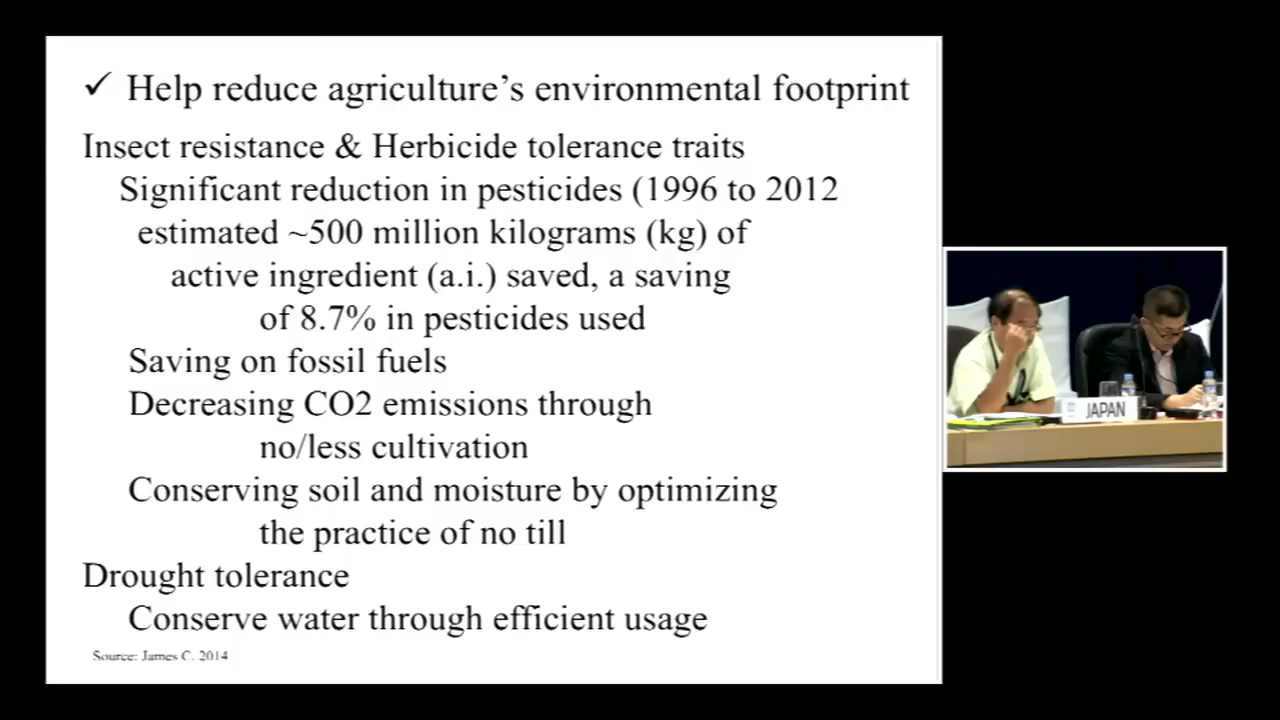 ✓ Help reduce agriculture’s environmental footprint
Insect resistance & Herbicide tolerance traits
Significant reduction in pesticides (1996 to 2012
estimated ~500 million kilograms (kg) of
active ingredient (a.i.) saved, a saving
of 8.7% in pesticides used
Saving on fossil fuels
Decreasing CO2 emissions through
no/less cultivation
Conserving soil and moisture by optimizing
the practice of no till
Drought tolerance
Conserve water through efficient usage
Source: James C. 2014
JAPAN